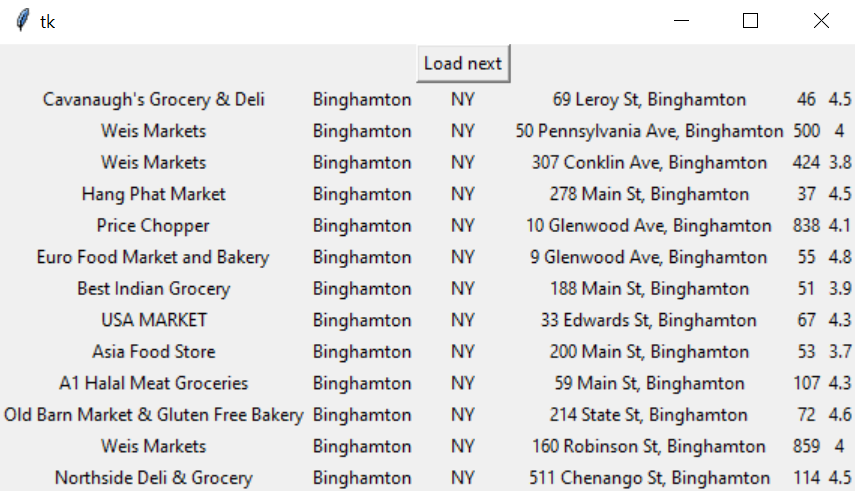 tk
Load next
Cavanaugh's Grocery & Deli Binghamton NY 69 Leroy St, Binghamton 46 4.5
Weis Markets Binghamton NY 50 Pennsylvania Ave, Binghamton 500 4
Weis Markets Binghamton NY 307 Conklin Ave, Binghamton 424 3.8
Hang Phat Market Binghamton NY 278 Main St, Binghamton 37 4.5
Price Chopper Binghamton NY 10 Glenwood Ave, Binghamton 838 4.1
Euro Food Market and Bakery Binghamton NY 9 Glenwood Ave, Binghamton 55 4.8
Best Indian Grocery Binghamton NY 188 Main St, Binghamton 51 3.9
USA MARKET Binghamton NY 33 Edwards St, Binghamton 67 4.3
Asia Food Store Binghamton NY 200 Main St, Binghamton 53 3.7
A1 Halal Meat Groceries Binghamton NY 59 Main St, Binghamton 107 4.3
Old Barn Market & Gluten Free Bakery Binghamton NY 214 State St, Binghamton 72 4.6
Weis Markets Binghamton NY 160 Robinson St, Binghamton 859 4
Northside Deli & Grocery Binghamton NY 511 Chenango St, Binghamton 114 4.5